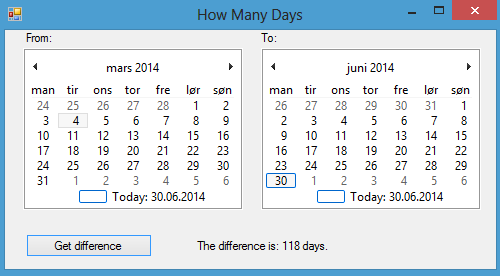 How Many Days
From:
To:
mars 2014
juni 2014
man tir ons tor fre lør søn
24 25 26 27 28 1 2
3 4 5 6 7 8 9
10 11 12 13 14 15 16
17 18 19 20 21 22 23
24 25 26 27 28 29 30
31 1 2 3 4 5 6
Today: 30.06.2014
man tir ons tor fre lør søn
26 27 28 29 30 31 1
2 3 4 5 6 7 8
9 10 11 12 13 14 15
16 17 18 19 20 21 22
23 24 25 26 27 28 29
30 1 2 3 4 5 6
Today: 30.06.2014
Get difference
The difference is: 118 days.